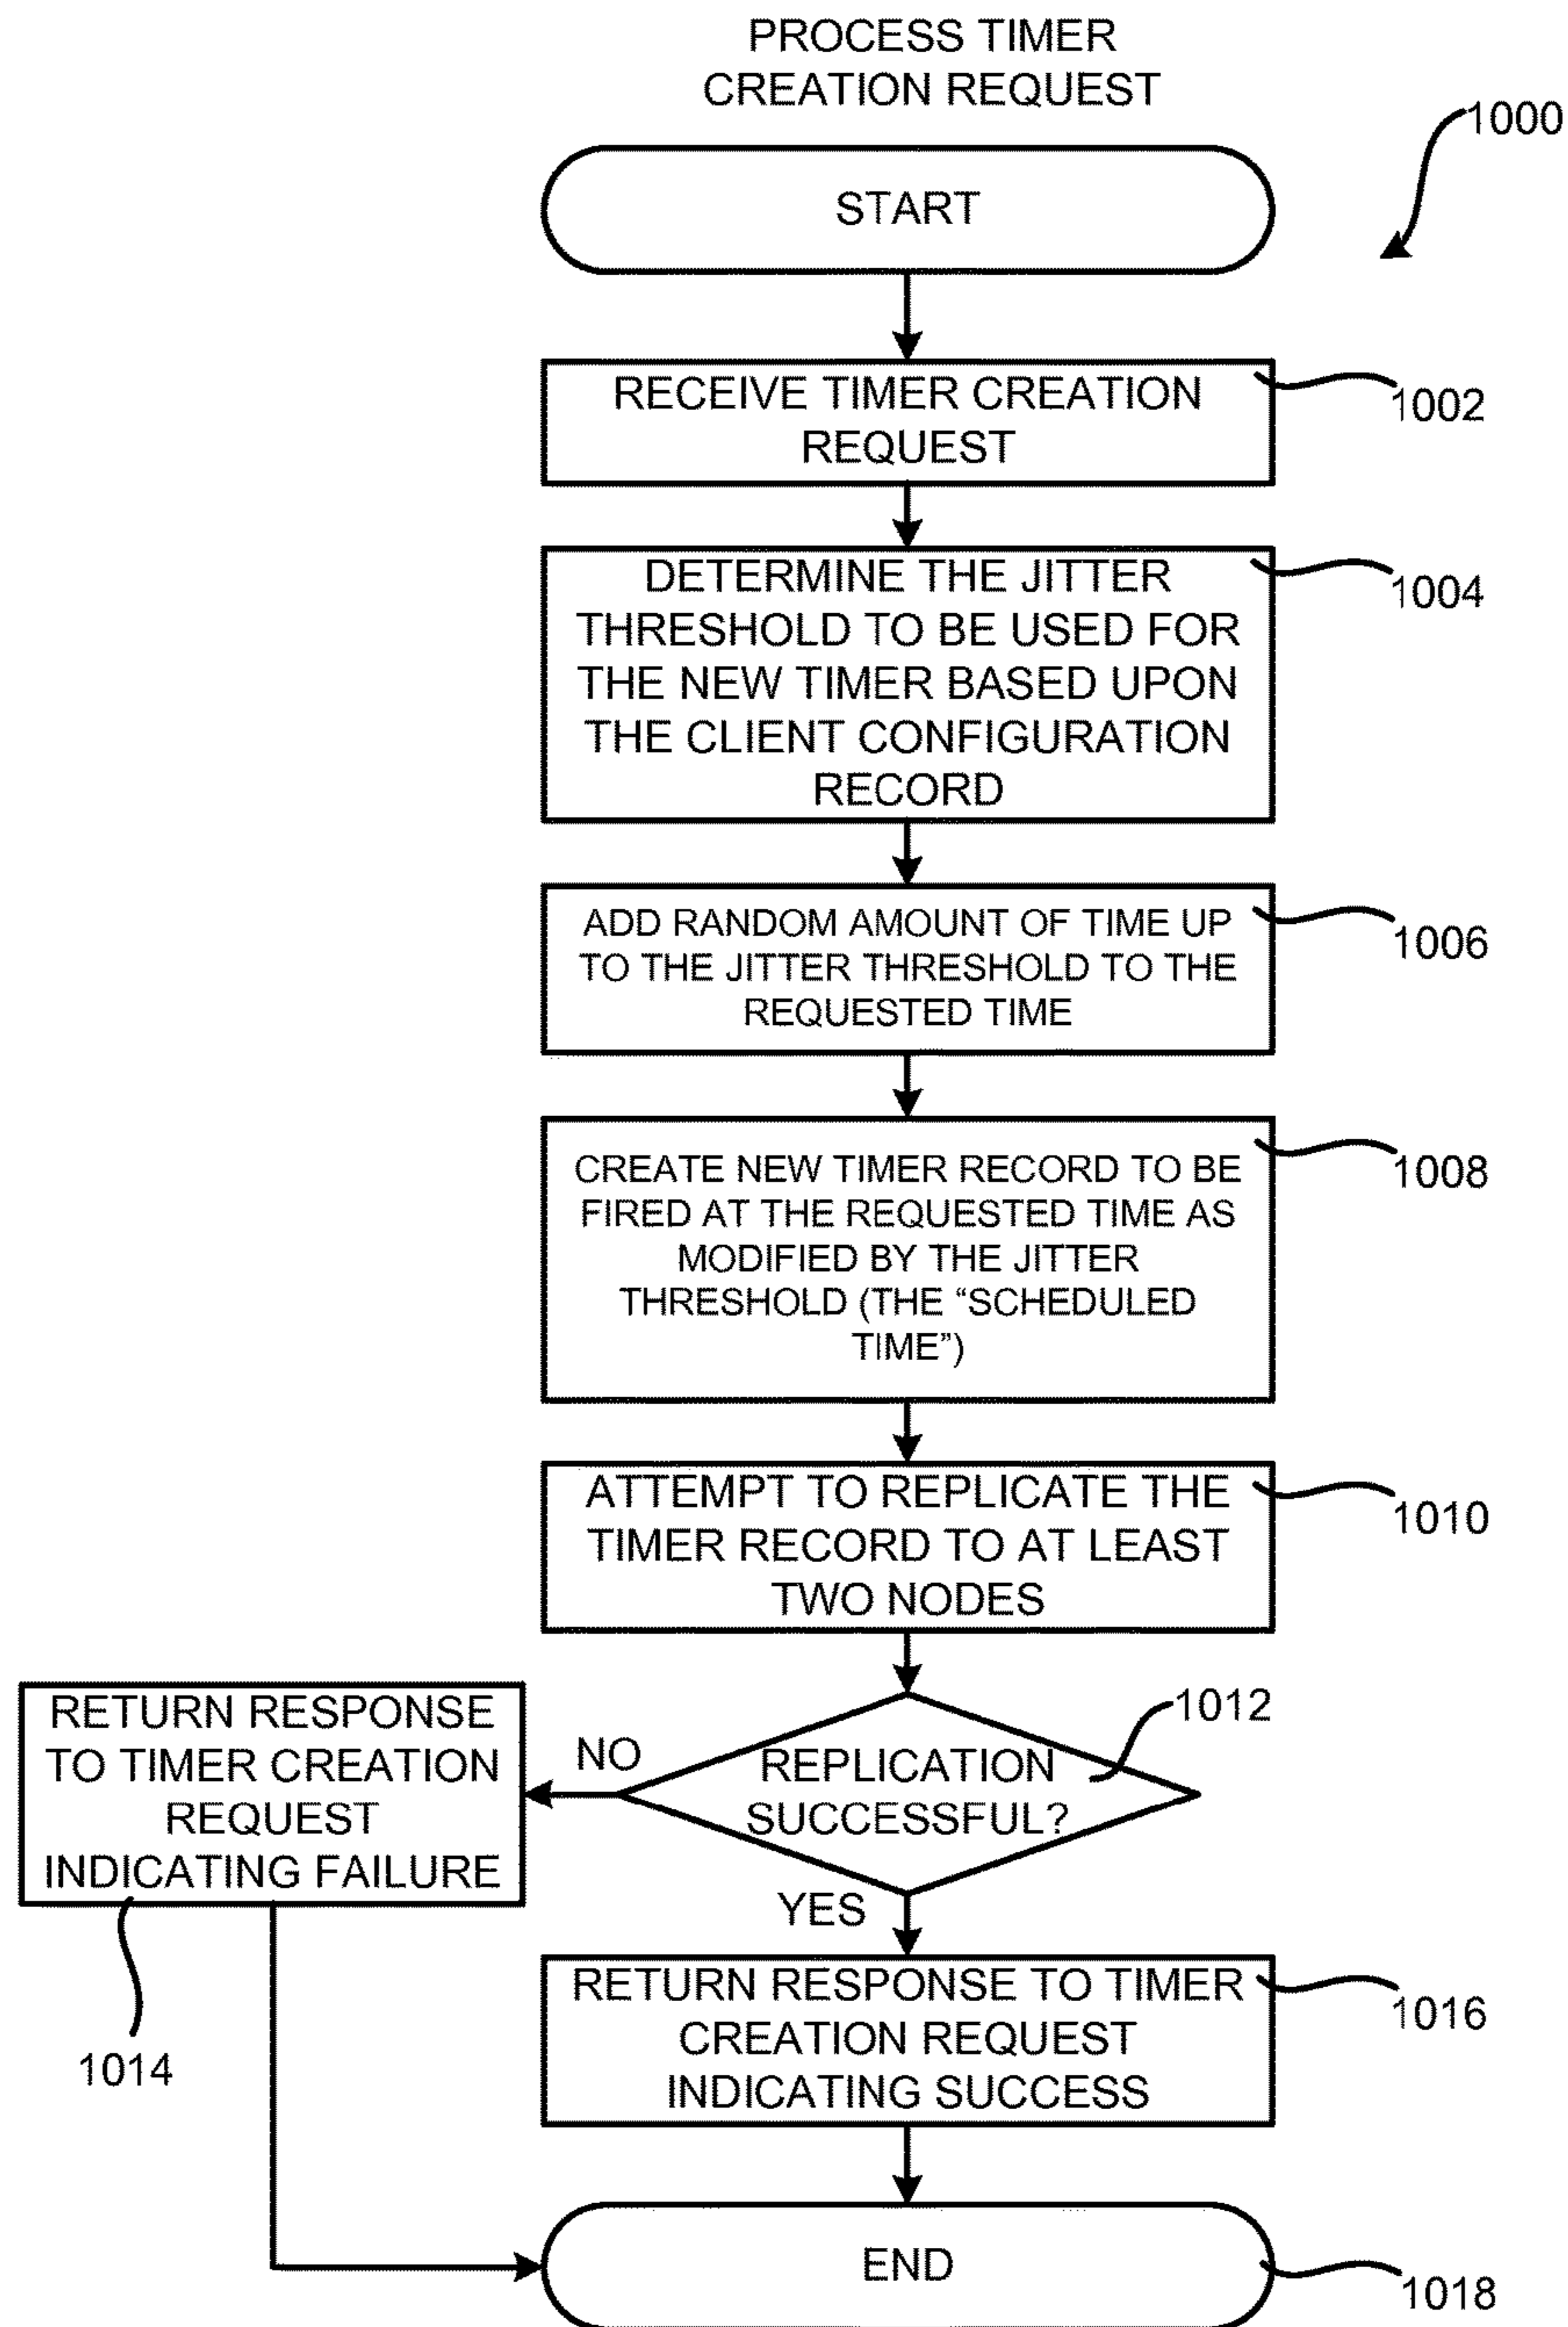 PROCESS TIMER
CREATION REQUEST
1000
START
RECEIVE TIMER CREATION
REQUEST
1002
DETERMINE THE JITTER
THRESHOLD TO BE USED FOR
THE NEW TIMER BASED UPON
THE CLIENT CONFIGURATION
RECORD
1004
ADD RANDOM AMOUNT OF TIME UP
TO THE JITTER THRESHOLD TO THE
REQUESTED TIME
1006
CREATE NEW TIMER RECORD TO BE
FIRED AT THE REQUESTED TIME AS
MODIFIED BY THE JITTER
THRESHOLD (THE “SCHEDULED
TIME”)
1008
ATTEMPT TO REPLICATE THE
TIMER RECORD TO AT LEAST
TWO NODES
1010
REPLICATION
SUCCESSFUL?
1012
NO
RETURN RESPONSE
TO TIMER CREATION
REQUEST
INDICATING FAILURE
1014
YES
RETURN RESPONSE TO TIMER
CREATION REQUEST
INDICATING SUCCESS
1016
END
1018